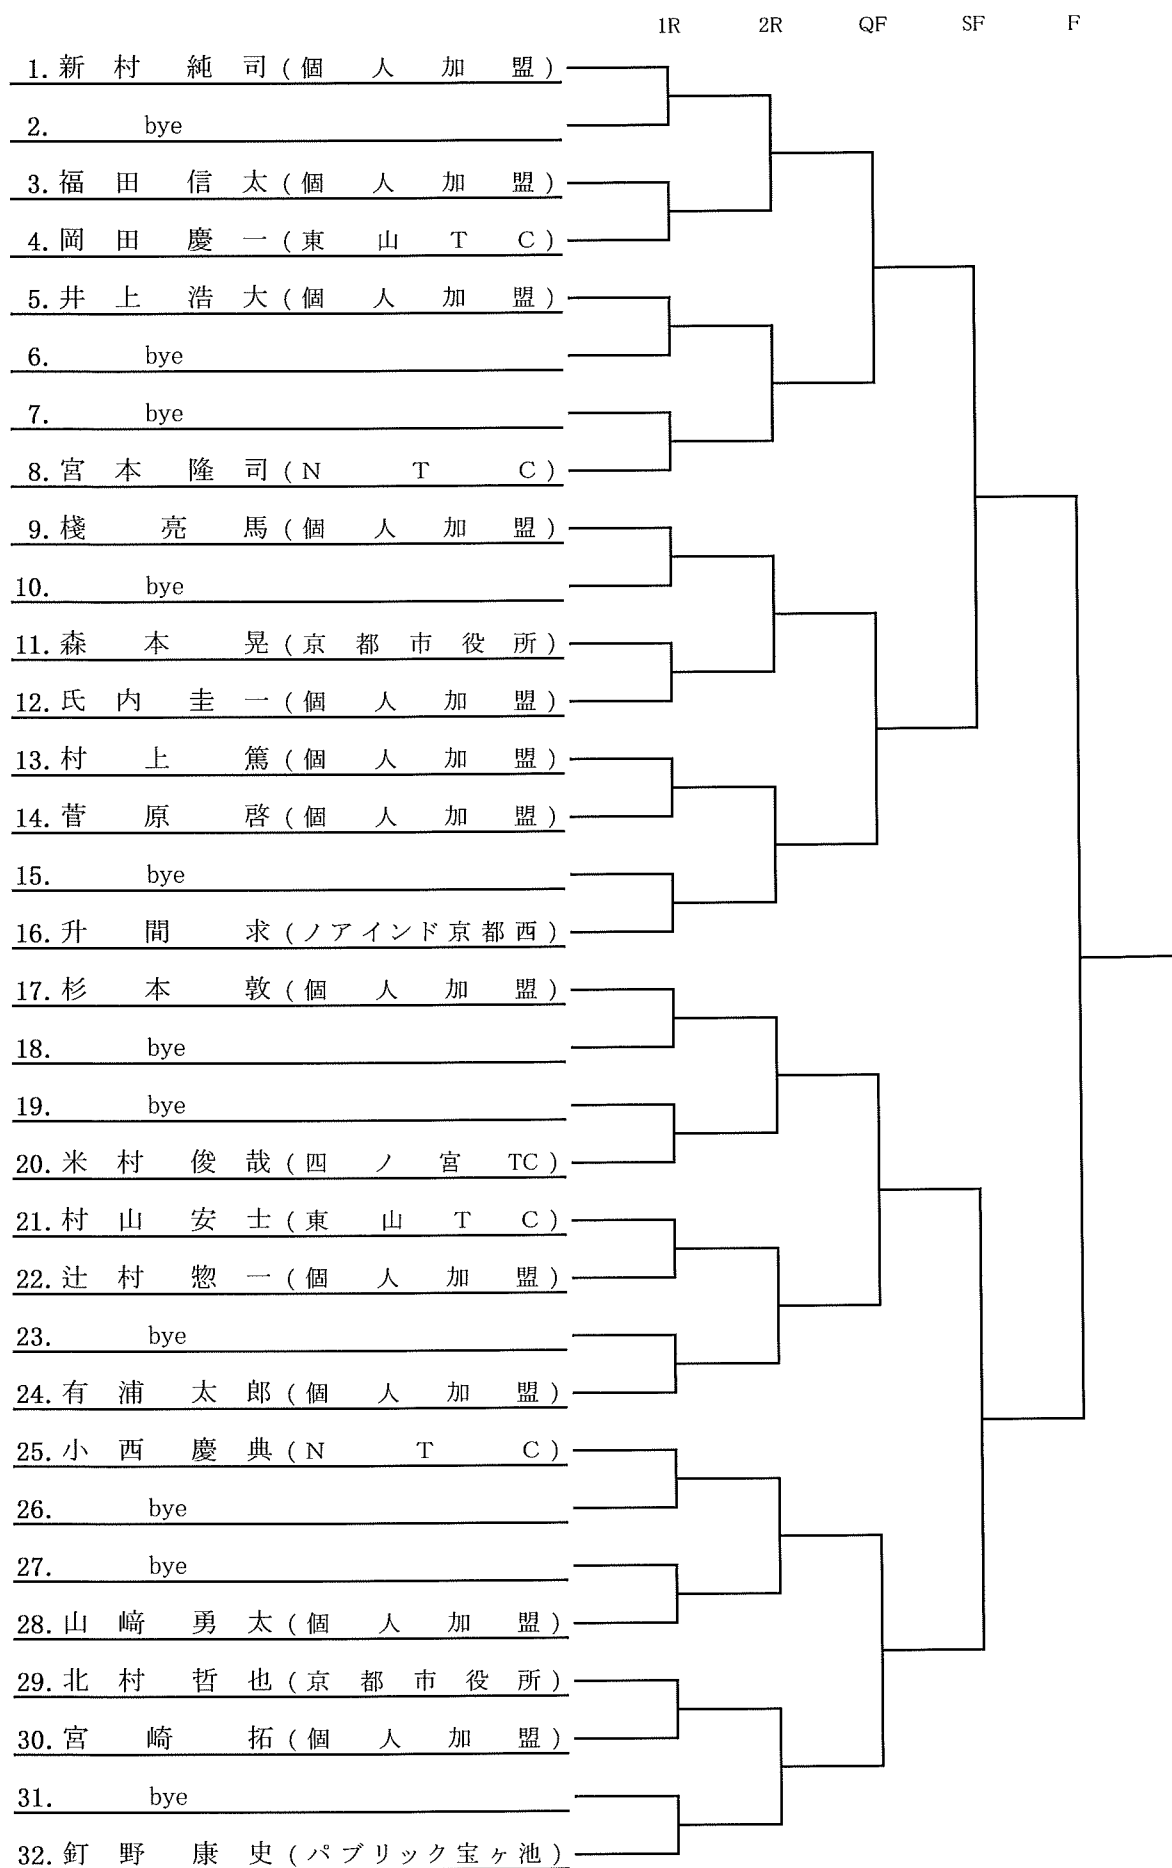 1R 2R QF SF F
1. 新村 純司 (個人加盟)
2. bye
3. 福田 信太 (個人加盟)
4. 岡田 慶一 (東山TC)
5. 井上 浩大 (個人加盟)
6. bye
7. bye
8. 宮本 隆司 (NTC)
9. 棧 亮馬 (個人加盟)
10. bye
11. 森本 晃 (京都市役所)
12. 氏内 圭一 (個人加盟)
13. 村上 篤 (個人加盟)
14. 菅原 啓 (個人加盟)
15. bye
16. 升間 求 (ノアインド京都西)
17. 杉本 敦 (個人加盟)
18. bye
19. bye
20. 米村 俊哉 (四ノ宮TC)
21. 村山 安士 (東山TC)
22. 辻村 惣一 (個人加盟)
23. bye
24. 有浦 太郎 (個人加盟)
25. 小西 慶典 (NTC)
26. bye
27. bye
28. 山﨑 勇太 (個人加盟)
29. 北村 哲也 (京都市役所)
30. 宮崎 拓 (個人加盟)
31. bye
32. 釘野 康史 (パブリック宝ヶ池)